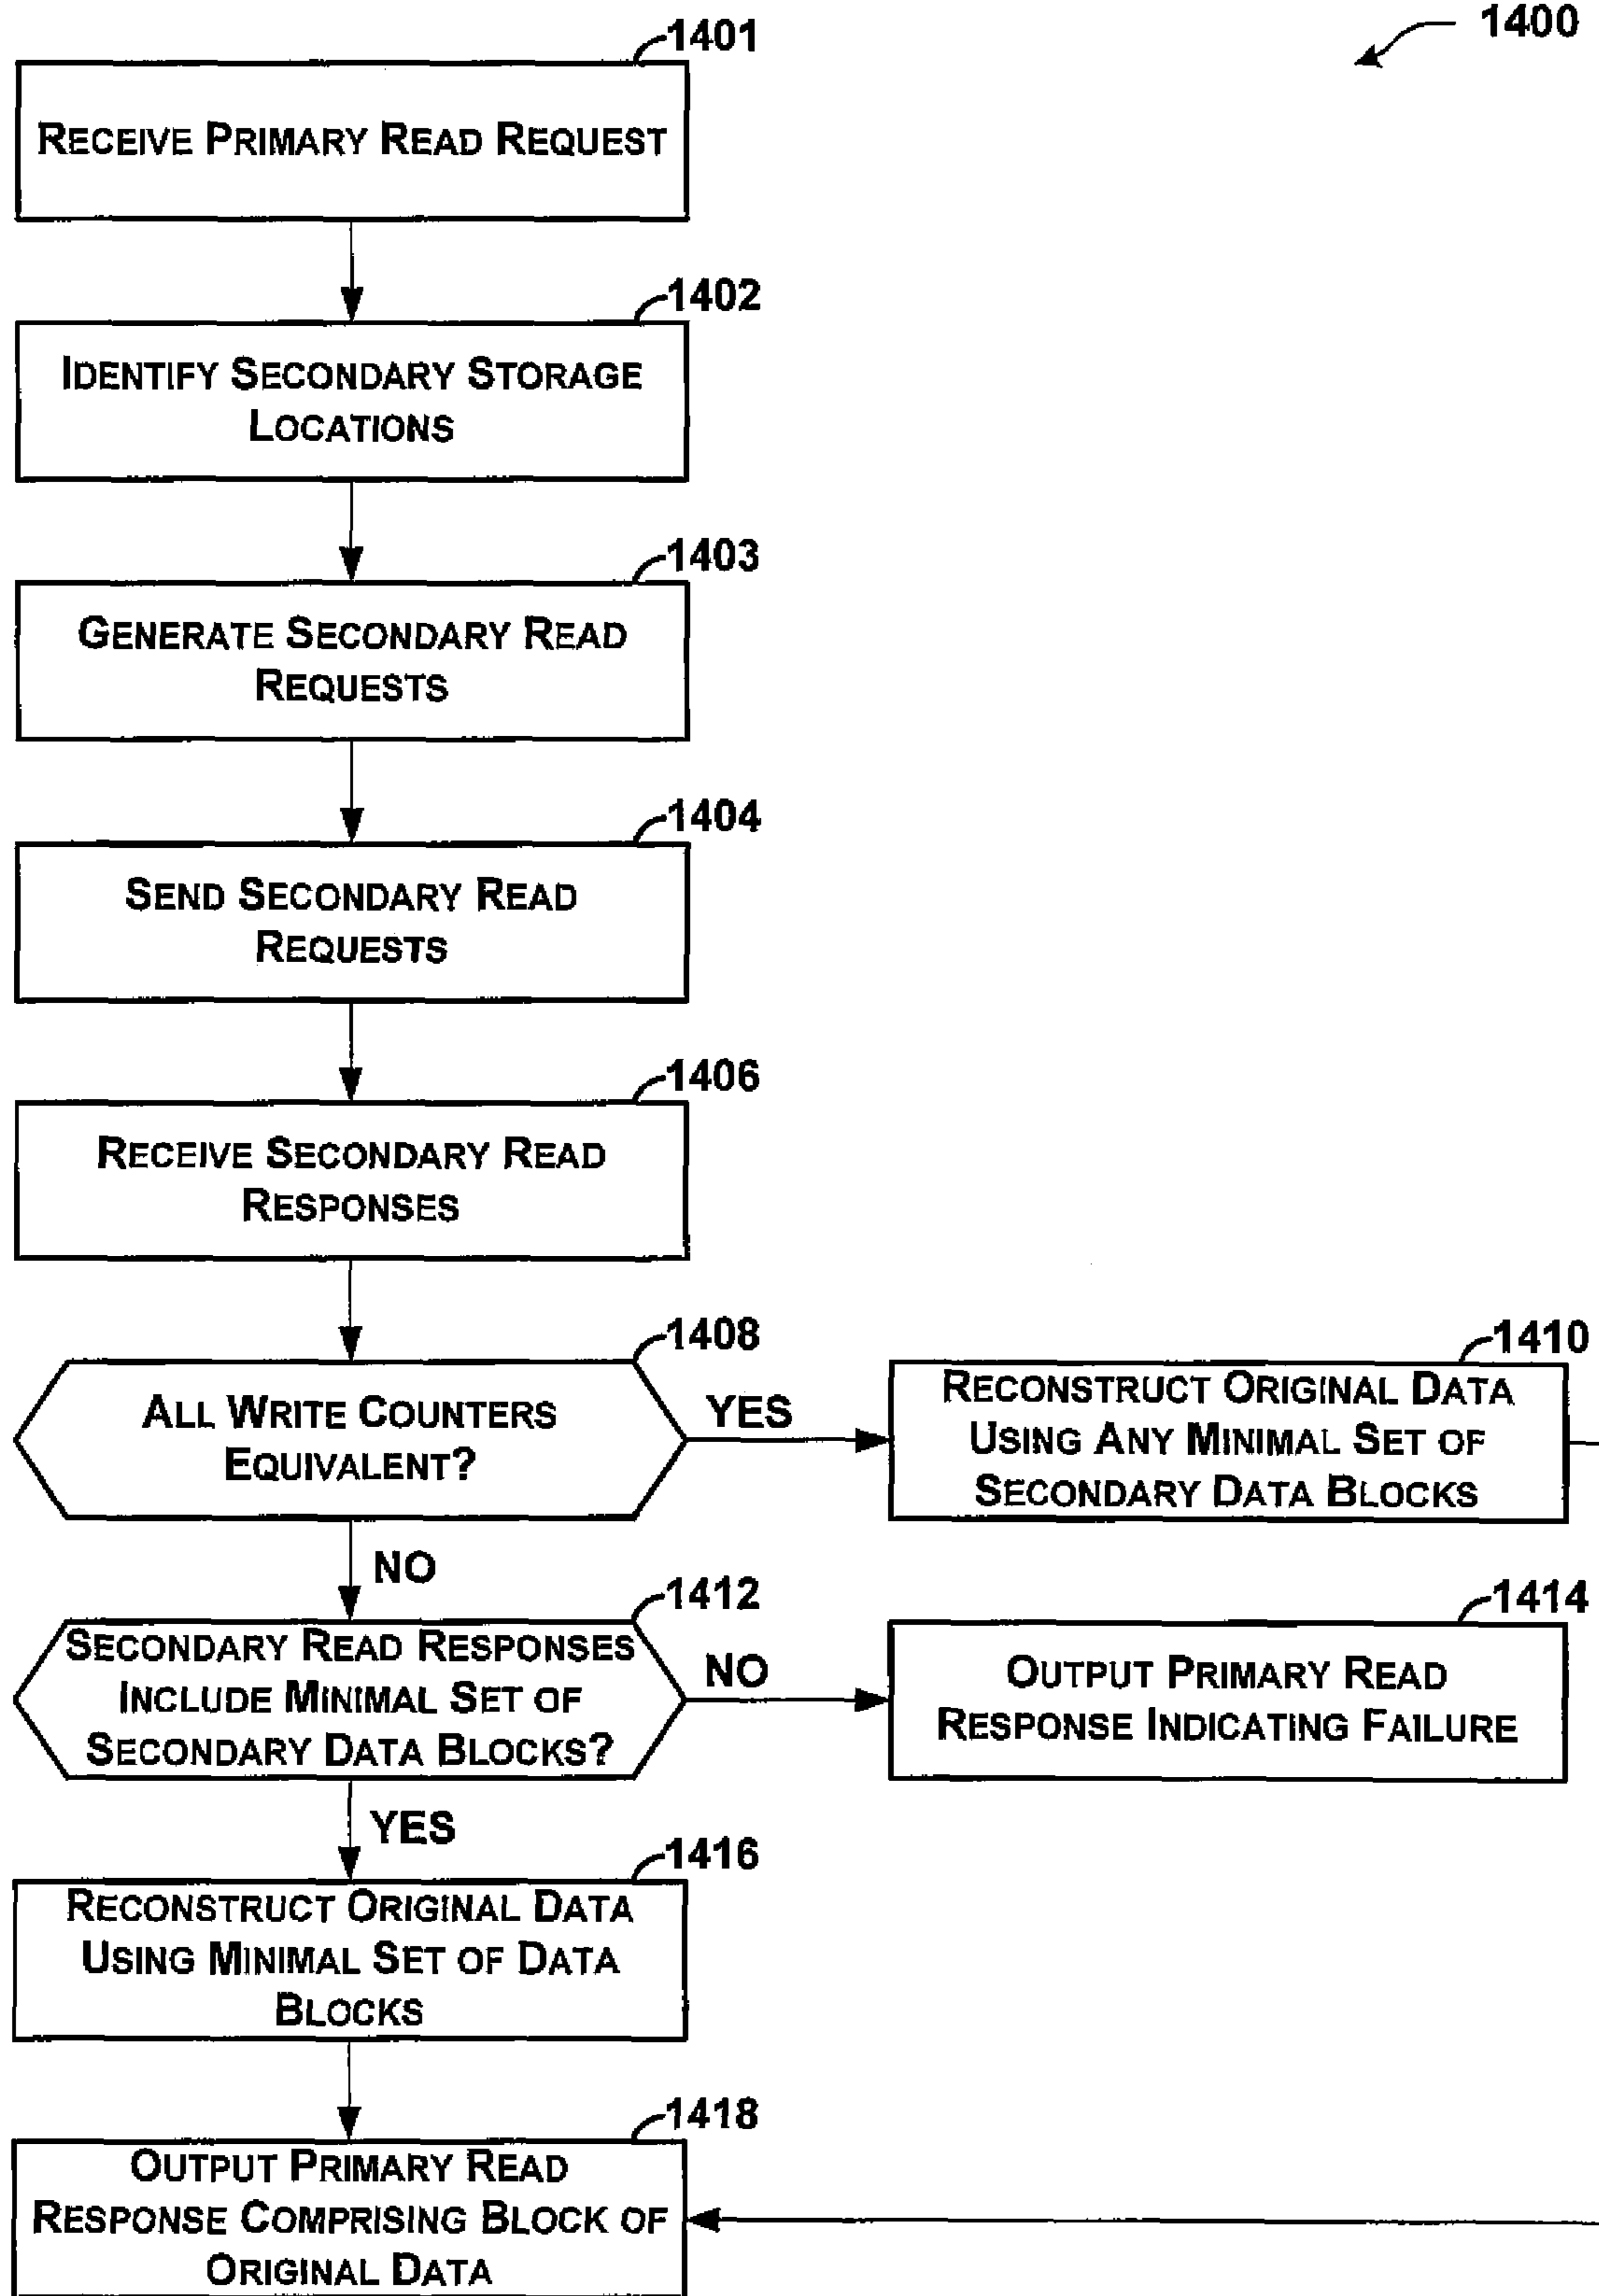 1400
1401
RECEIVE PRIMARY READ REQUEST
1402
IDENTIFY SECONDARY STORAGE
LOCATIONS
1403
GENERATE SECONDARY READ
REQUESTS
1404
SEND SECONDARY READ
REQUESTS
1406
RECEIVE SECONDARY READ
RESPONSES
1408
ALL WRITE COUNTERS
EQUIVALENT?
YES
1410
RECONSTRUCT ORIGINAL DATA
USING ANY MINIMAL SET OF
SECONDARY DATA BLOCKS
NO
1412
SECONDARY READ RESPONSES
INCLUDE MINIMAL SET OF
SECONDARY DATA BLOCKS?
NO
1414
OUTPUT PRIMARY READ
RESPONSE INDICATING FAILURE
YES
1416
RECONSTRUCT ORIGINAL DATA
USING MINIMAL SET OF DATA
BLOCKS
1418
OUTPUT PRIMARY READ
RESPONSE COMPRISING BLOCK OF
ORIGINAL DATA